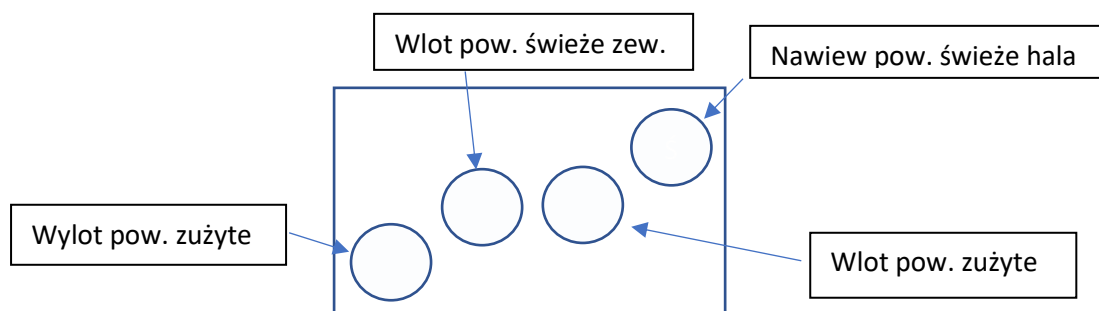 Wlot pow. świeże zew.
Nawiew pow. świeże hala
Wylot pow. zużyte
Wlot pow. zużyte